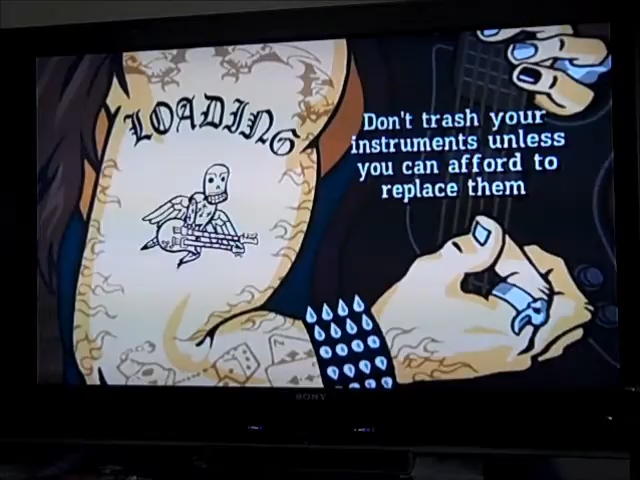 LOADING
Don't trash your
instruments unless
you can afford to
replace them
SONY